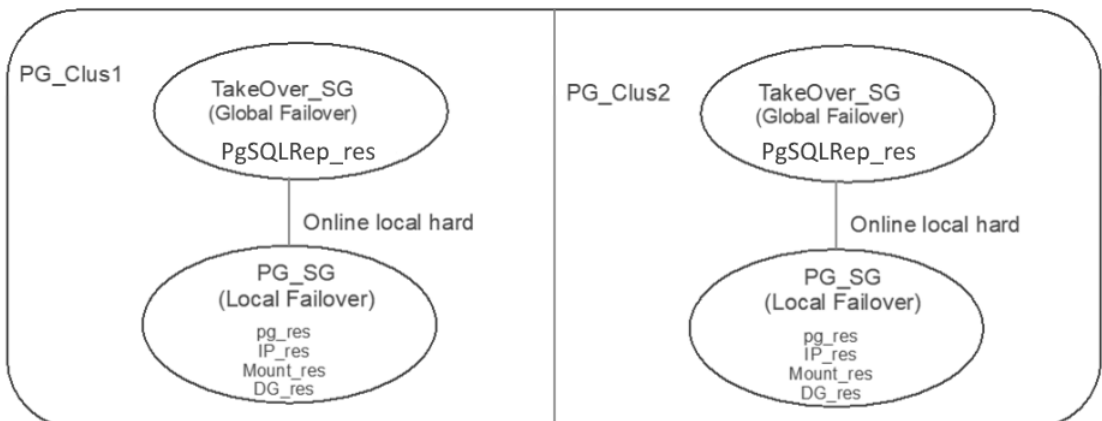 PG_Clus1
TakeOver_SG
(Global Failover)
PgSQLRep_res
Online local hard
PG_SG
(Local Failover)
pg_res
IP_res
Mount_res
DG_res
PG_Clus2
TakeOver_SG
(Global Failover)
PgSQLRep_res
Online local hard
PG_SG
(Local Failover)
pg_res
IP_res
Mount_res
DG_res